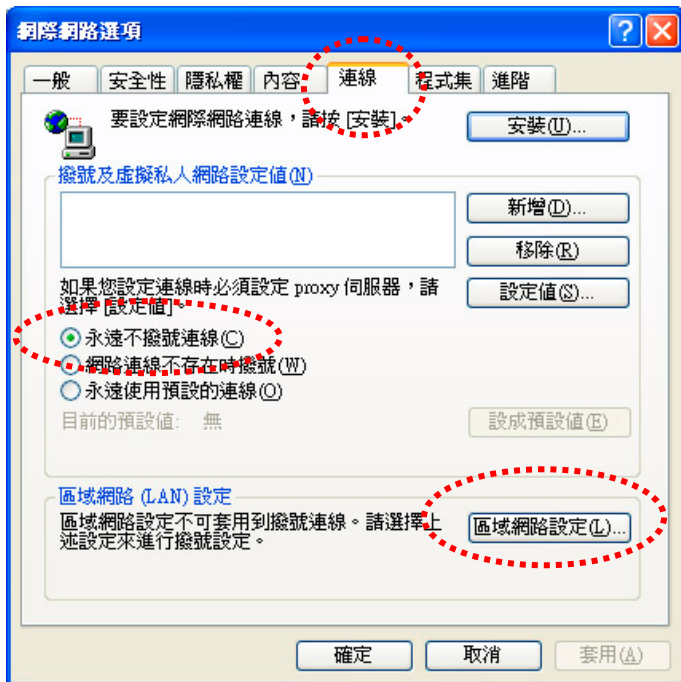 網際網路選項
一般 安全性 隱私權 內容 連線 程式集 進階
要設定網際網路連線，請按 [安裝]。
安裝(U)...
撥號及虛擬私人網路設定值(N)
新增(D)...
移除(R)
如果您設定連線時必須設定 proxy 伺服器，請
選擇 [設定值]。
設定值(S)...
永遠不撥號連線(C)
網路連線不存在時撥號(W)
永遠使用預設的連線(O)
目前的預設值: 無
設成預設值(E)
區域網路 (LAN) 設定
區域網路設定不可套用到撥號連線。請選擇上
述設定來進行撥號設定。
區域網路設定(L)...
確定 取消 套用(A)